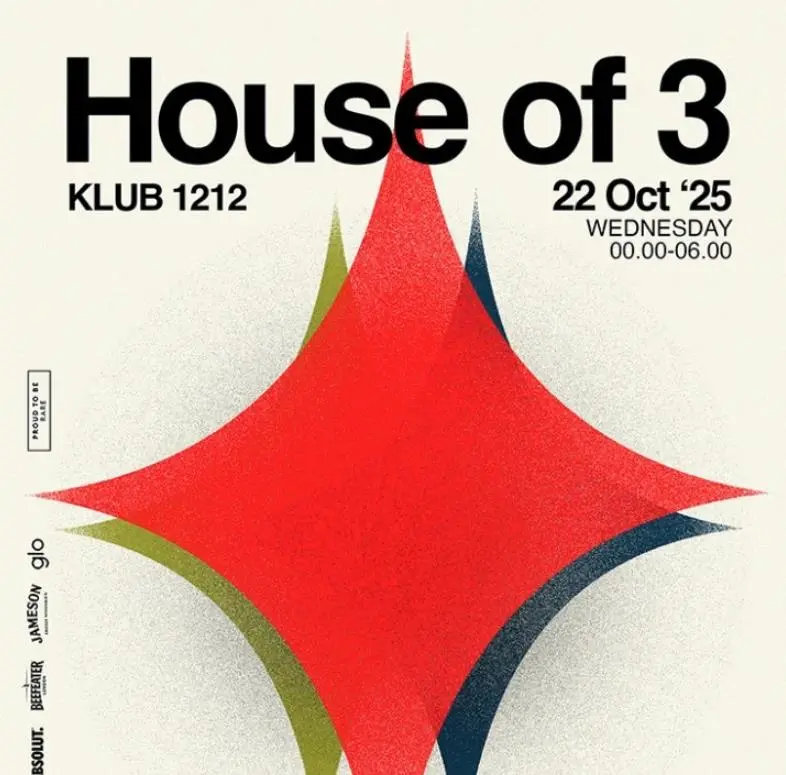 House of 3
KLUB 1212
22 Oct ‘25
WEDNESDAY
00.00-06.00
PROUD TO BE
RARE
glo
JAMESON
BEEFEATER
LONDON
BSOLUT.